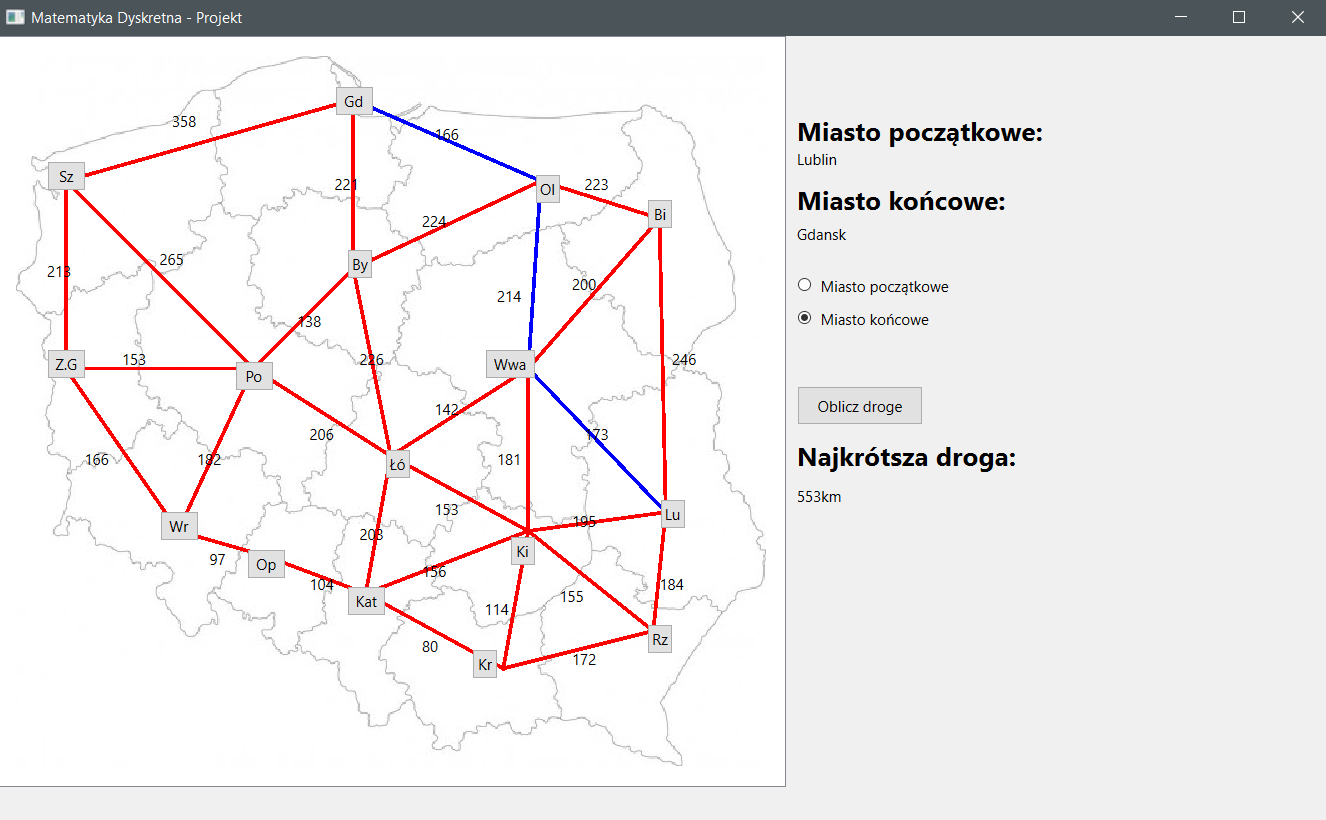 Matematyka Dyskretna - Projekt
Gd
358
166
Sz
221
Ol
223
Bi
224
213
265
By
214
200
138
Z.G
153
226
Wwa
246
Po
142
206
173
166
182
Łó
181
153
195
Wr
203
Lu
97
Op
Ki
156
104
155
184
Kat
114
80
Kr
172
Rz
Miasto początkowe:
Lublin
Miasto końcowe:
Gdansk
Miasto początkowe
Miasto końcowe
Oblicz droge
Najkrótsza droga:
553km